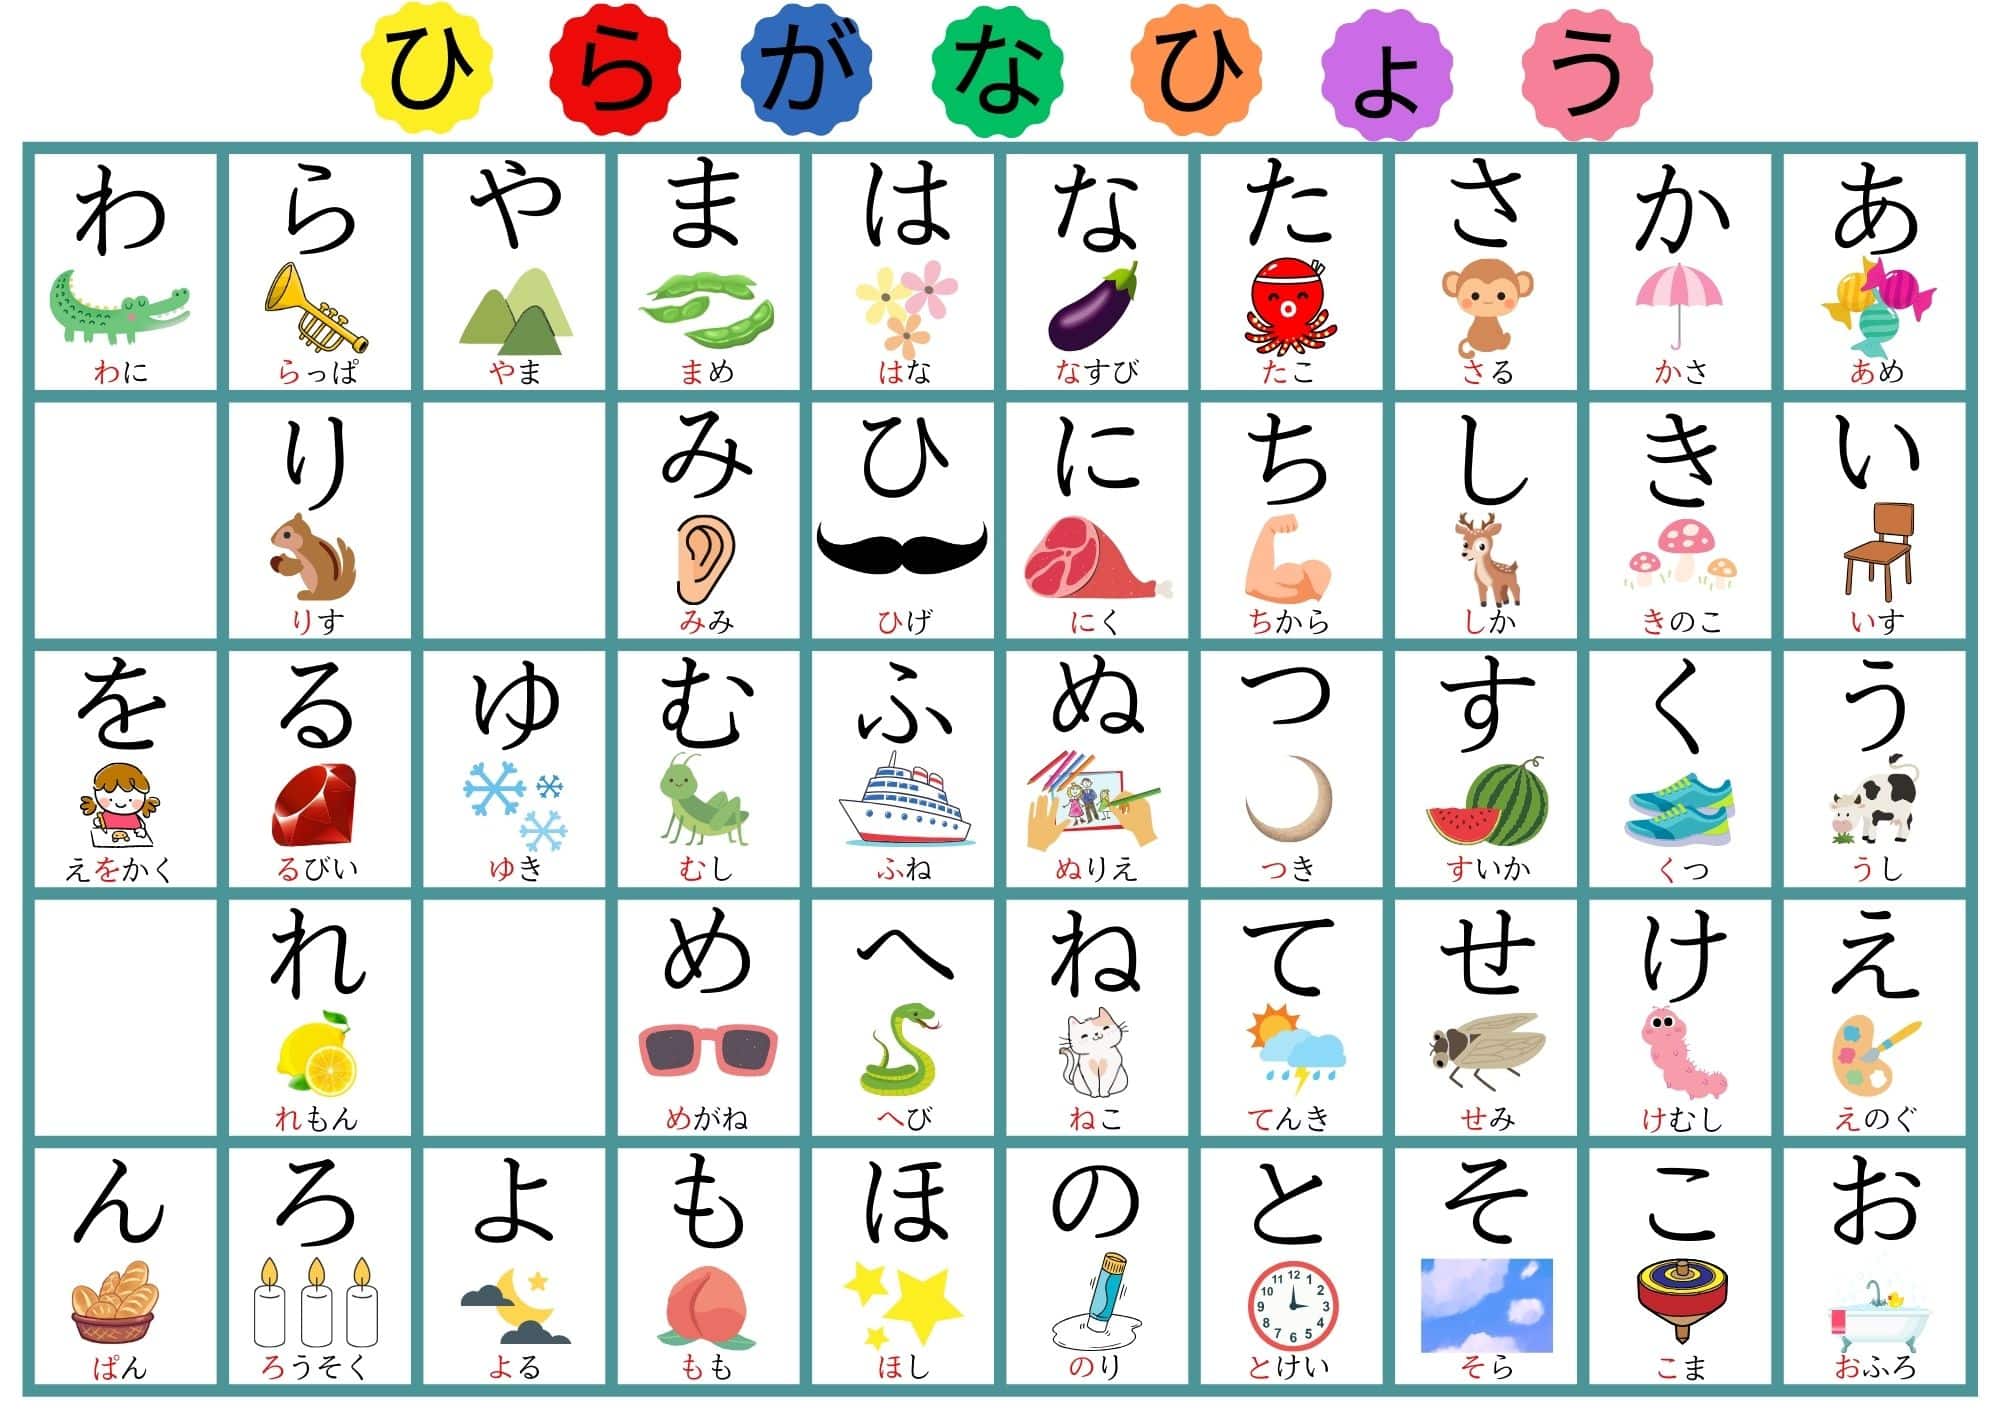 ひらがなひょう
あ
あめ
い
いす
う
うし
え
えのぐ
お
おふろ
か
かさ
き
きのこ
く
くつ
け
けむし
こ
こま
さ
さる
し
しか
す
すいか
せ
せみ
そ
そら
た
たこ
ち
ちから
つ
つき
て
てんき
と
12 1 2 3 4 5 6 7 8 9 10 11
とけい
な
なすび
に
にく
ぬ
ぬりえ
ね
ねこ
の
のり
は
はな
ひ
ひげ
ふ
ふね
へ
へび
ほ
ほし
ま
まめ
み
みみ
む
むし
め
めがね
も
もも
や
やま
ゆ
ゆき
よ
よる
ら
らっぱ
り
りす
る
るびい
れ
れもん
ろ
ろうそく
わ
わに
を
えをかく
ん
ぱん